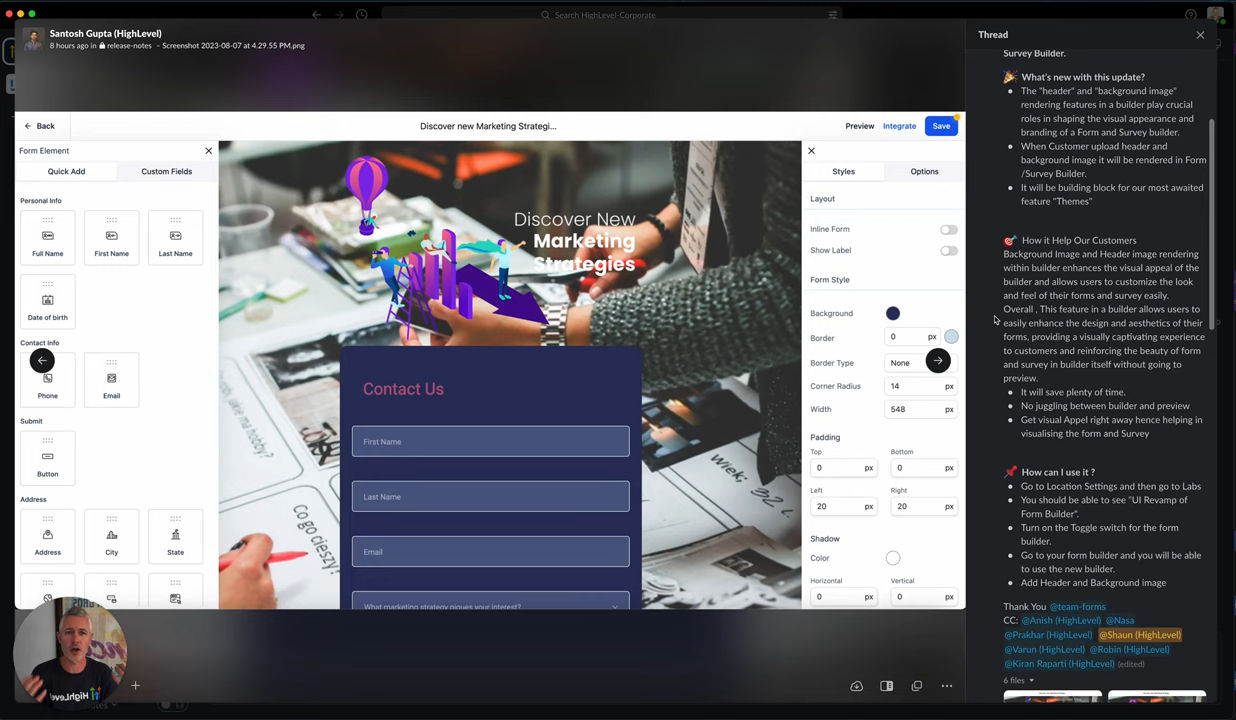 Search HighLevel-Corporate
Santosh Gupta (HighLevel)
8 hours ago in release-notes – Screenshot 2023-08-07 at 4.29.55 PM.png
Back
Discover new Marketing Strategi...
Preview
Integrate
Save
Form Element
Quick Add
Custom Fields
Personal Info
Full Name
First Name
Last Name
Date of birth
Contact Info
Phone
Email
Submit
Button
Address
Address
City
State
Discover New
Marketing
Strategies
Contact Us
First Name
Last Name
Email
What marketing strategy piques your interest?
Co go cieszy?
Wieki
HighLevel
Styles
Options
Layout
Inline Form
Show Label
Form Style
Background
Border
0 px
Border Type
None
Corner Radius
14 px
Width
548 px
Padding
Top
Bottom
0 px
0 px
Left
Right
20 px
20 px
Shadow
Color
Horizontal
Vertical
0 px
0 px
Thread
Survey Builder.
What's new with this update?
The "header" and "background image"
rendering features in a builder play crucial
roles in shaping the visual appearance and
branding of a Form and Survey builder.
When Customer upload header and
background image it will be rendered in Form
/Survey Builder.
It will be building block for our most awaited
feature "Themes"
How it Help Our Customers
Background Image and Header image rendering
within builder enhances the visual appeal of the
builder and allows users to customize the look
and feel of their forms and survey easily.
Overall , This feature in a builder allows users to
easily enhance the design and aesthetics of their
forms, providing a visually captivating experience
to customers and reinforcing the beauty of form
and survey in builder itself without going to
preview.
It will save plenty of time.
No juggling between builder and preview
Get visual Appel right away hence helping in
visualising the form and Survey
How can I use it ?
Go to Location Settings and then go to Labs
You should be able to see "UI Revamp of
Form Builder".
Turn on the Toggle switch for the form
builder.
Go to your form builder and you will be able
to use the new builder.
Add Header and Background image
Thank You @team-forms
CC: @Anish (HighLevel) @Nasa
@Prakhar (HighLevel) @Shaun (HighLevel)
@Varun (HighLevel) @Robin (HighLevel)
@Kiran Raparti (HighLevel) (edited)
6 files